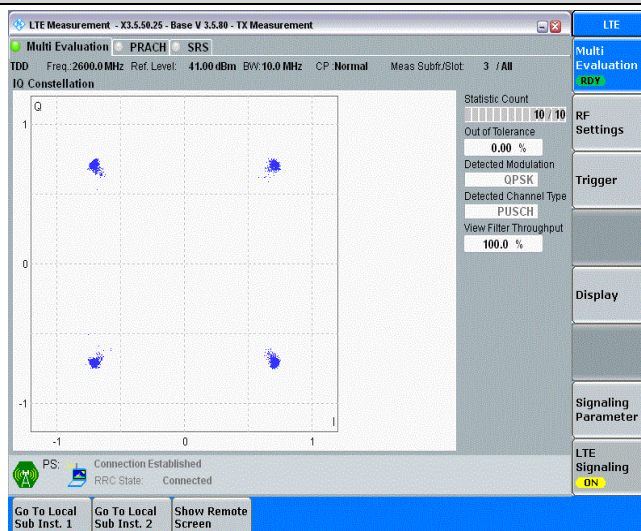 LTE Measurement - X3.5.50.25 - Base V 3.5.80 - TX Measurement
LTE
Multi Evaluation PRACH SRS
TDD Freg.:2600.0 MHz Ref. Level: 41.00 dBm BW:10.0 MHz CP :Normal Meas Subfr./Slot: 3 / All
IQ Constellation
Q
1
0
-1
I
-1 0 1
Statistic Count
10 / 10
Out of Tolerance
0.00 %
Detected Modulation
QPSK
Detected Channel Type
PUSCH
View Filter Throughput
100.0 %
Multi
Evaluation
RDY
RF
Settings
Trigger
Display
Signaling
Parameter
LTE
Signaling
ON
PS: Connection Established
RRC State: Connected
Go To Local
Sub Inst. 1
Go To Local
Sub Inst. 2
Show Remote
Screen